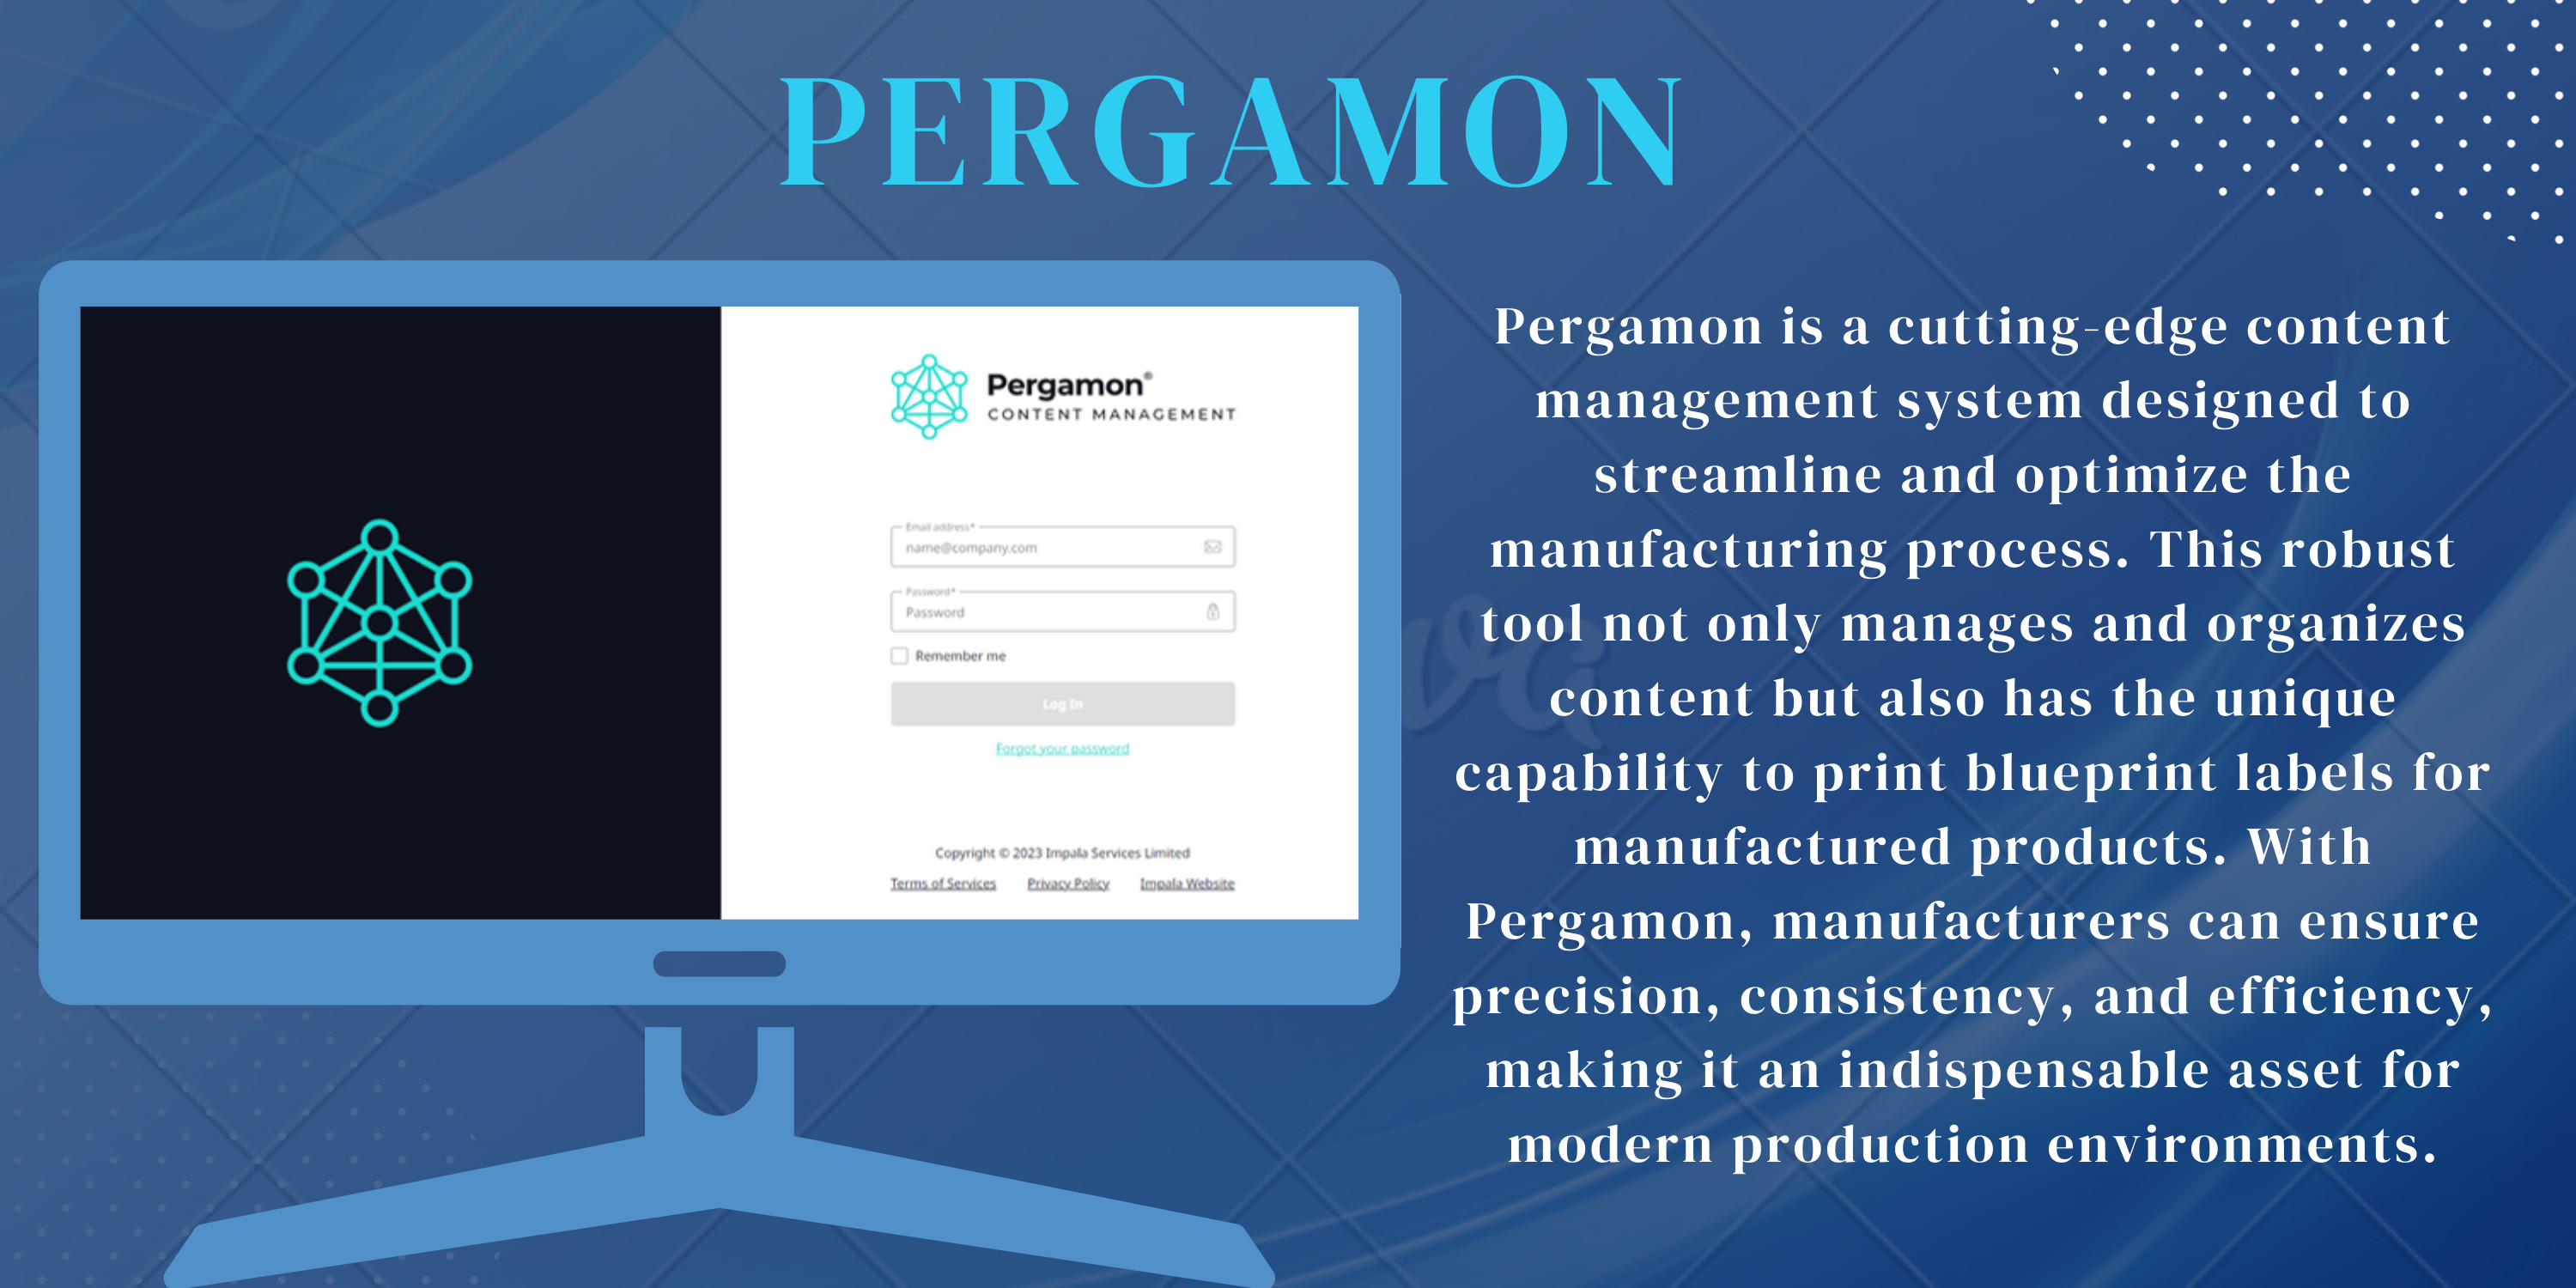 PERGAMON
Pergamon®
CONTENT MANAGEMENT
Email address*
name@company.com
Password*
Password
Remember me
Log In
Forgot your password
Copyright © 2023 Impala Services Limited
Terms of Services Privacy Policy Impala Website
Pergamon is a cutting-edge content
management system designed to
streamline and optimize the
manufacturing process. This robust
tool not only manages and organizes
content but also has the unique
capability to print blueprint labels for
manufactured products. With
Pergamon, manufacturers can ensure
precision, consistency, and efficiency,
making it an indispensable asset for
modern production environments.